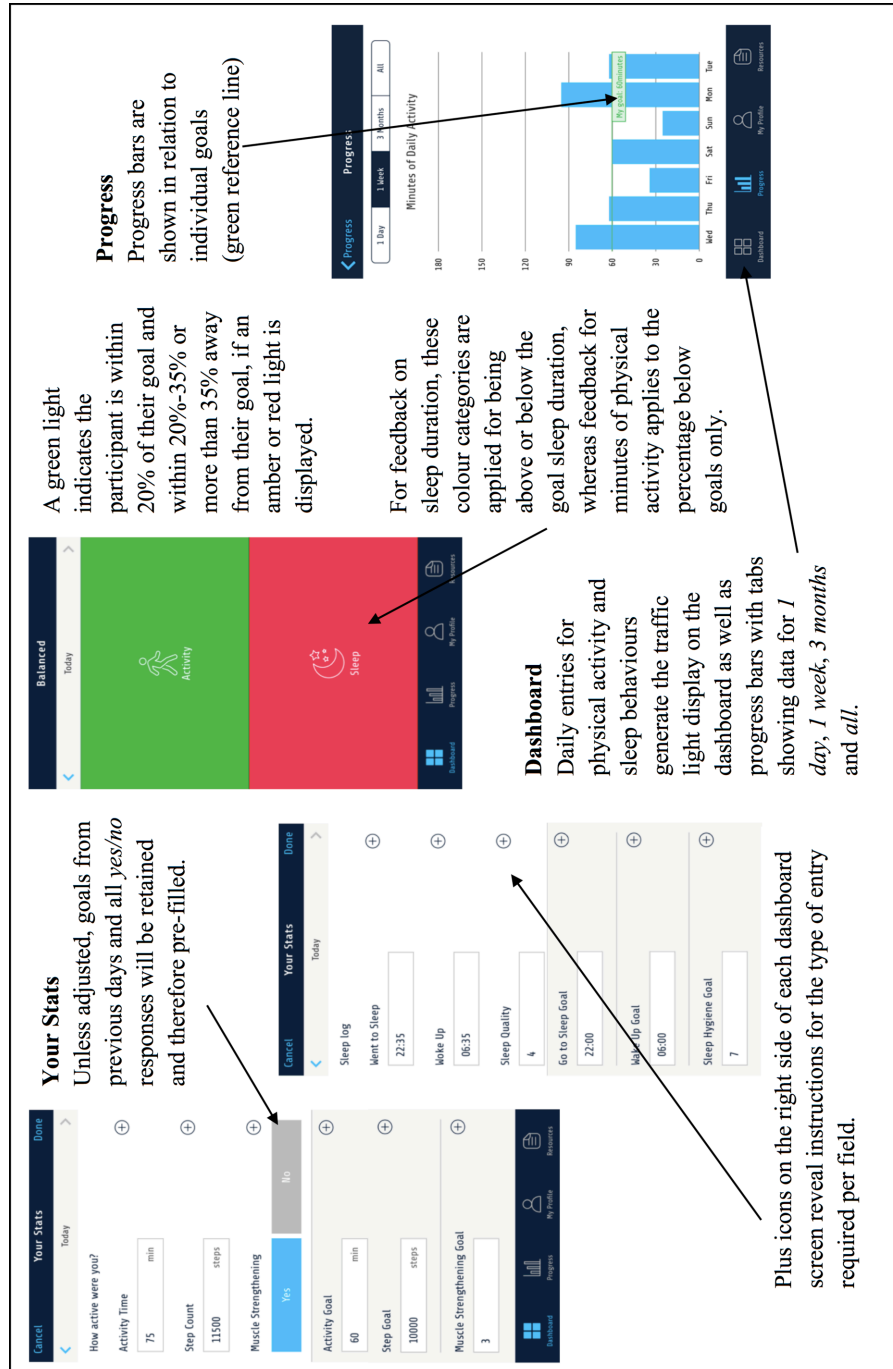 Cancel Your Stats Done
Today
How active were you?
Activity Time
75 min
Step Count
11500 steps
Muscle Strengthening
Yes No
Activity Goal
60 min
Step Goal
10000 steps
Muscle Strengthening Goal
3
Dashboard Progress My Profile Resources
Your Stats
Unless adjusted, goals from
previous days and all yes/no
responses will be retained
and therefore pre-filled.
Cancel Your Stats Done
Today
Sleep log
Went to Sleep
22:35
Woke Up
06:35
Sleep Quality
4
Go to Sleep Goal
22:00
Wake Up Goal
06:00
Sleep Hygiene Goal
7
Plus icons on the right side of each dashboard
screen reveal instructions for the type of entry
required per field.
Balanced
Today
Activity
Sleep
Dashboard Progress My Profile Resources
Dashboard
Daily entries for
physical activity and
sleep behaviours
generate the traffic
light display on the
dashboard as well as
progress bars with tabs
showing data for 1
day, 1 week, 3 months
and all.
A green light
indicates the
participant is within
20% of their goal and
within 20%-35% or
more than 35% away
from their goal, if an
amber or red light is
displayed.
For feedback on
sleep duration, these
colour categories are
applied for being
above or below the
goal sleep duration,
whereas feedback for
minutes of physical
activity applies to the
percentage below
goals only.
Progress
Progress bars are
shown in relation to
individual goals
(green reference line)
Progress Progress
1 Day 1 Week 3 Months All
Minutes of Daily Activity
180
150
120
90
60
30
0
My goal: 60minutes
Wed Thu Fri Sat Sun Mon Tue
Dashboard Progress My Profile Resources